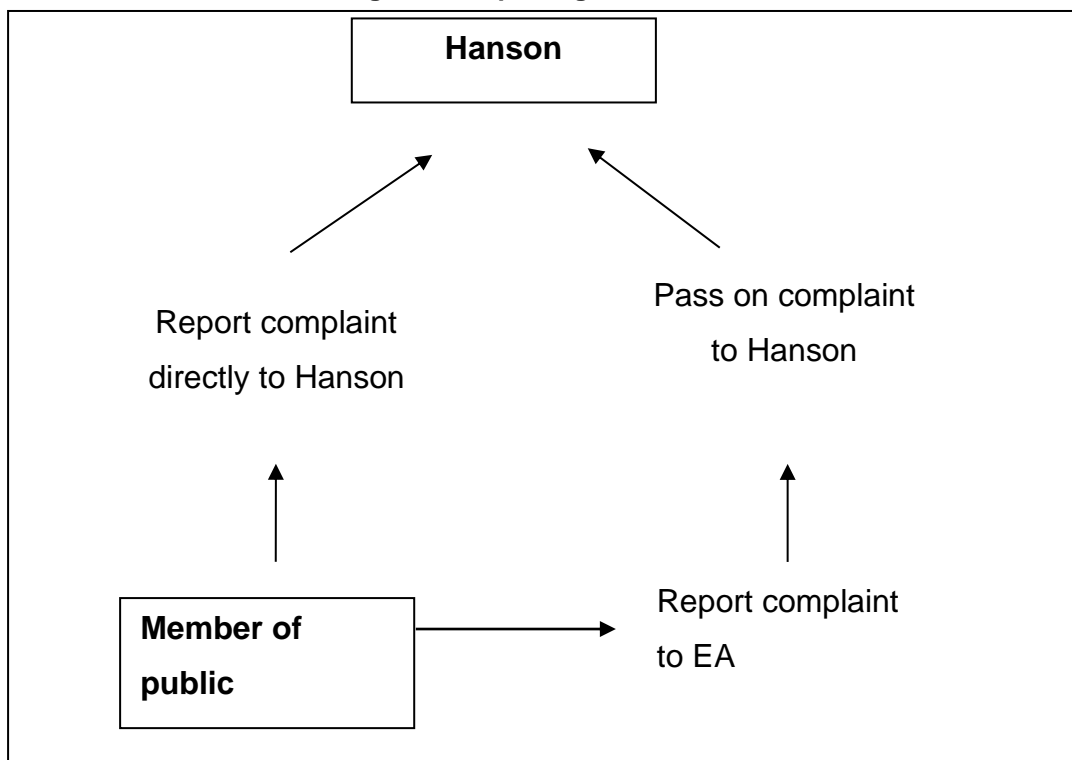 Hanson
Report complaint
directly to Hanson
Pass on complaint
to Hanson
Member of
public
Report complaint
to EA